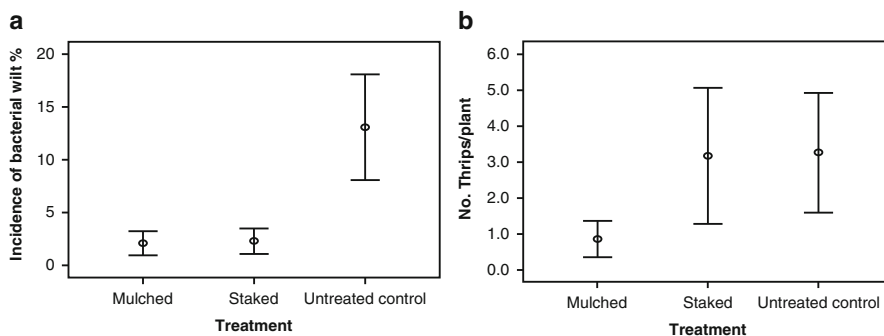 a
Incidence of bacterial wilt %
20
15
10
5
0
Mulched Staked Untreated control
Treatment
b
No. Thrips/plant
6.0
5.0
4.0
3.0
2.0
1.0
0.0
Mulched Staked Untreated control
Treatment